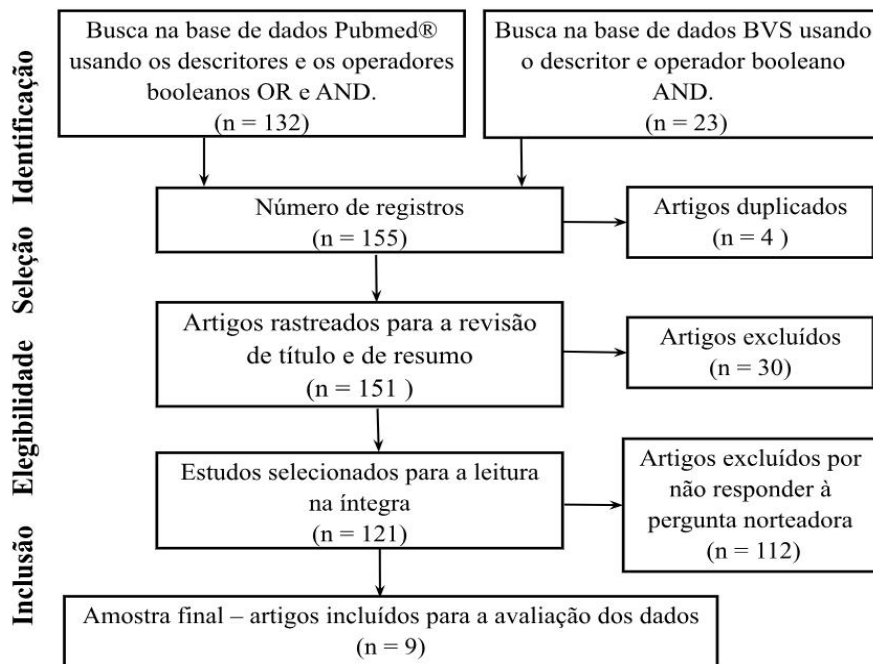 Identificação
Busca na base de dados Pubmed®
usando os descritores e os operadores
booleanos OR e AND.
(n = 132)
Busca na base de dados BVS usando
o descritor e operador booleano
AND.
(n = 23)
Seleção
Número de registros
(n = 155)
Artigos duplicados
(n = 4 )
Elegibilidade
Artigos rastreados para a revisão
de título e de resumo
(n = 151 )
Artigos excluídos
(n = 30)
Estudos selecionados para a leitura
na íntegra
(n = 121)
Artigos excluídos por
não responder à
pergunta norteadora
(n = 112)
Inclusão
Amostra final – artigos incluídos para a avaliação dos dados
(n = 9)